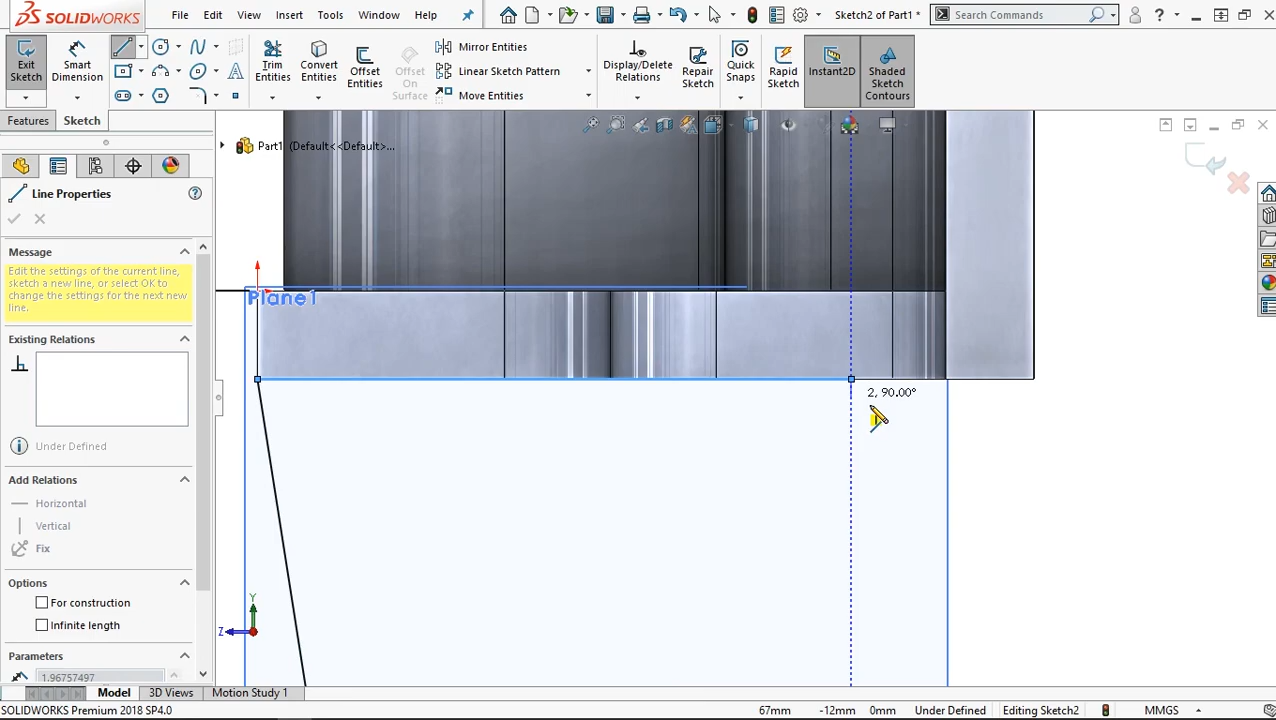 SOLIDWORKS
File Edit View Insert Tools Window Help
Sketch2 of Part1 *
Search Commands
Exit Sketch
Smart Dimension
Trim Entities
Convert Entities
Offset Entities
Offset On Surface
Mirror Entities
Linear Sketch Pattern
Move Entities
Display/Delete Relations
Repair Sketch
Quick Snaps
Rapid Sketch
Instant2D
Shaded Sketch Contours
Features Sketch
Part1 (Default<<Default>...
Line Properties
Message
Edit the settings of the current line,
sketch a new line, or select OK to
change the settings for the next new
line.
Existing Relations
Under Defined
Add Relations
Horizontal
Vertical
Fix
Options
For construction
Infinite length
Parameters
1.96757497
Plane1
2, 90.00°
Y
Z
Model 3D Views Motion Study 1
SOLIDWORKS Premium 2018 SP4.0
67mm -12mm 0mm Under Defined Editing Sketch2 MMGS